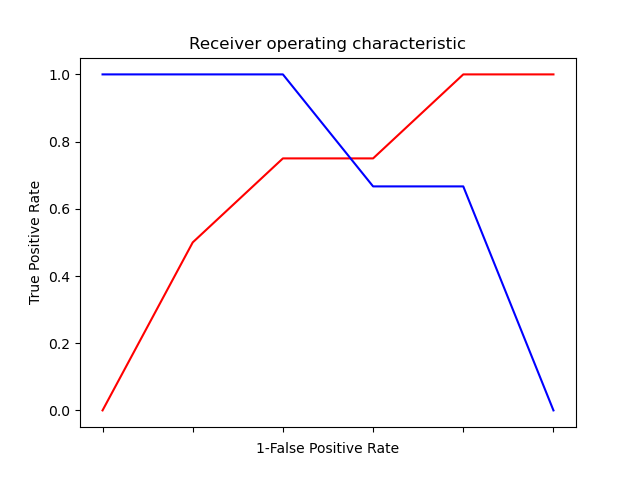 Receiver operating characteristic
1.0
0.8
0.6
0.4
0.2
0.0
True Positive Rate
1-False Positive Rate